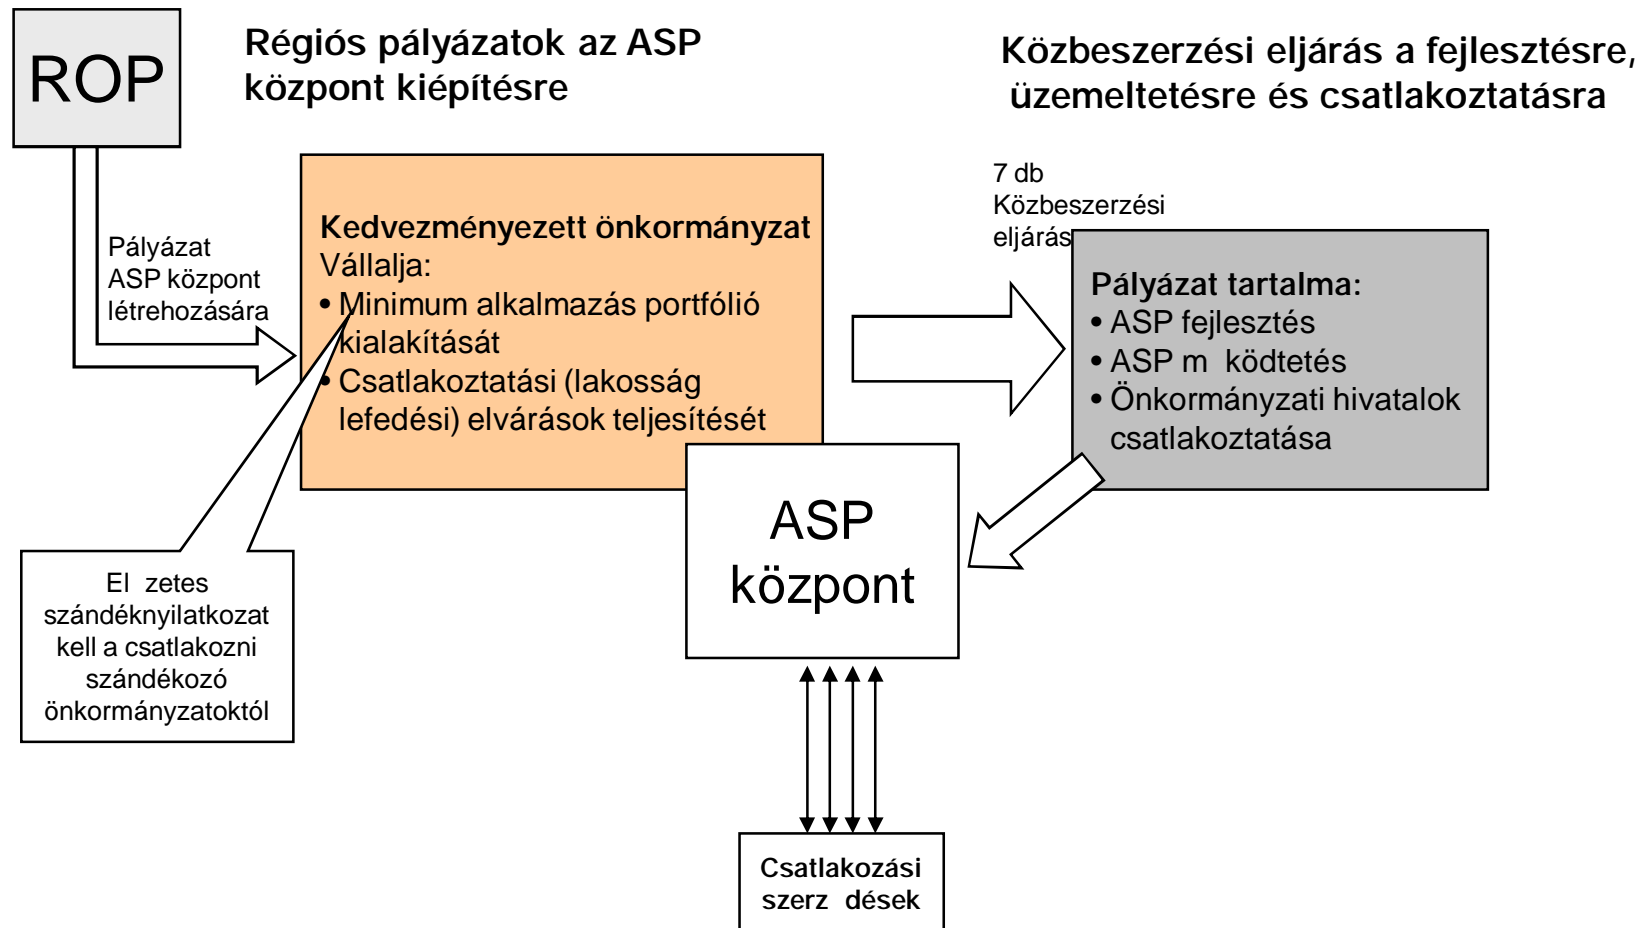 ROP
Régiós pályázatok az ASP
központ kiépítésre
Közbeszerzési eljárás a fejlesztésre,
üzemeltetésre és csatlakoztatásra
Pályázat
ASP központ
létrehozására
Kedvezményezett önkormányzat
Vállalja:
• Minimum alkalmazás portfólió
kialakítását
• Csatlakoztatási (lakosság
lefedési) elvárások teljesítését
7 db
Közbeszerzési
eljárás
Pályázat tartalma:
• ASP fejlesztés
• ASP m ködtetés
• Önkormányzati hivatalok
csatlakoztatása
ASP
központ
El zetes
szándéknyilatkozat
kell a csatlakozni
szándékozó
önkormányzatoktól
Csatlakozási
szerz dések